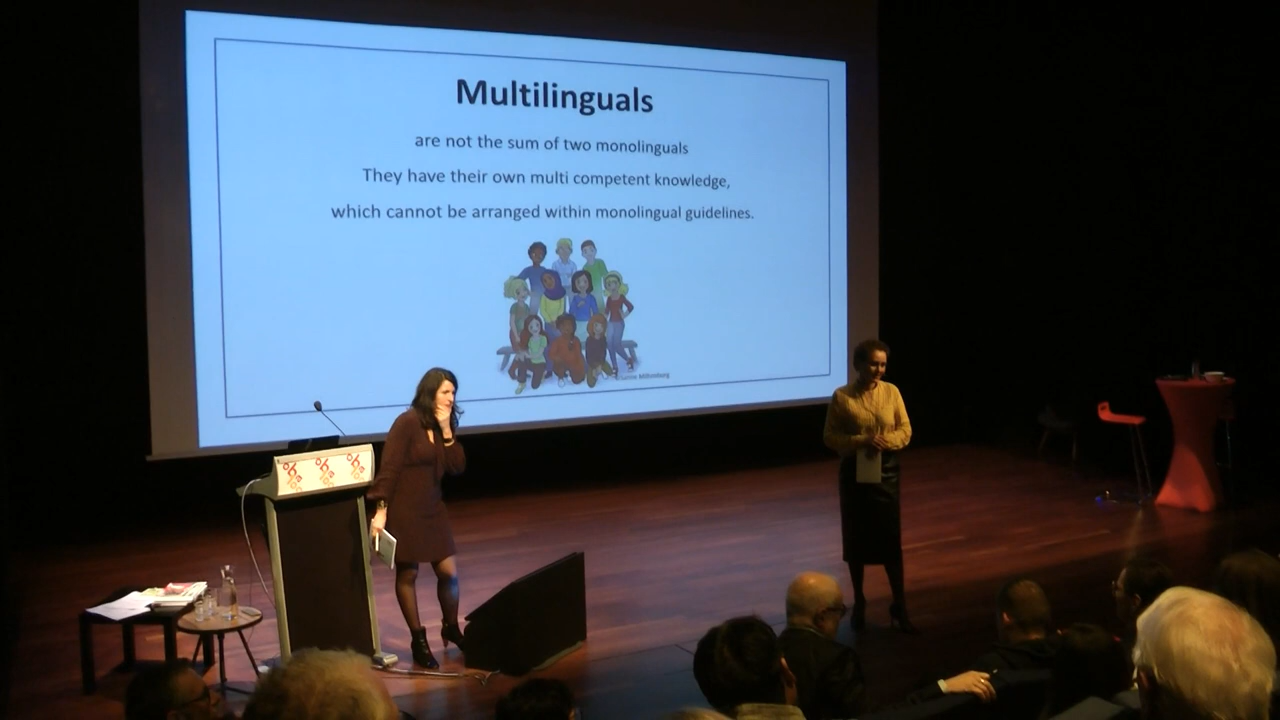 Multilinguals
are not the sum of two monolinguals
They have their own multi competent knowledge,
which cannot be arranged within monolingual guidelines.